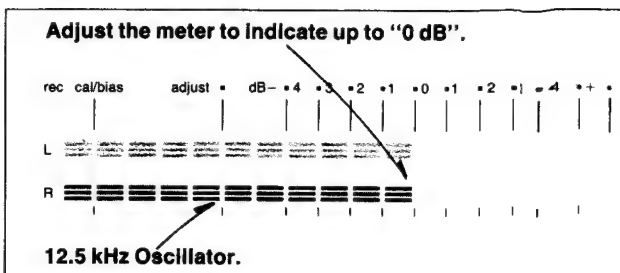 Adjust the meter to indicate up to “0 dB”.
rec cal/bias adjust • dB– •4 •3 •2 •1 •0 •1 •2 •| •4 •+ •
L
R
12.5 kHz Oscillator.